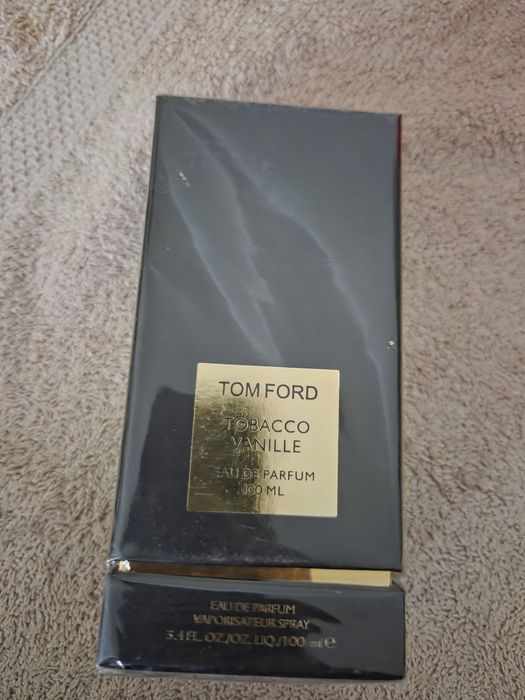 TOM FORD
TOBACCO
VANILLE
EAU DE PARFUM
100 ML
EAU DE PARFUM
VAPORISATEUR SPRAY
3.4 FL. OZ./OZ. LIQ./100 ml ℮